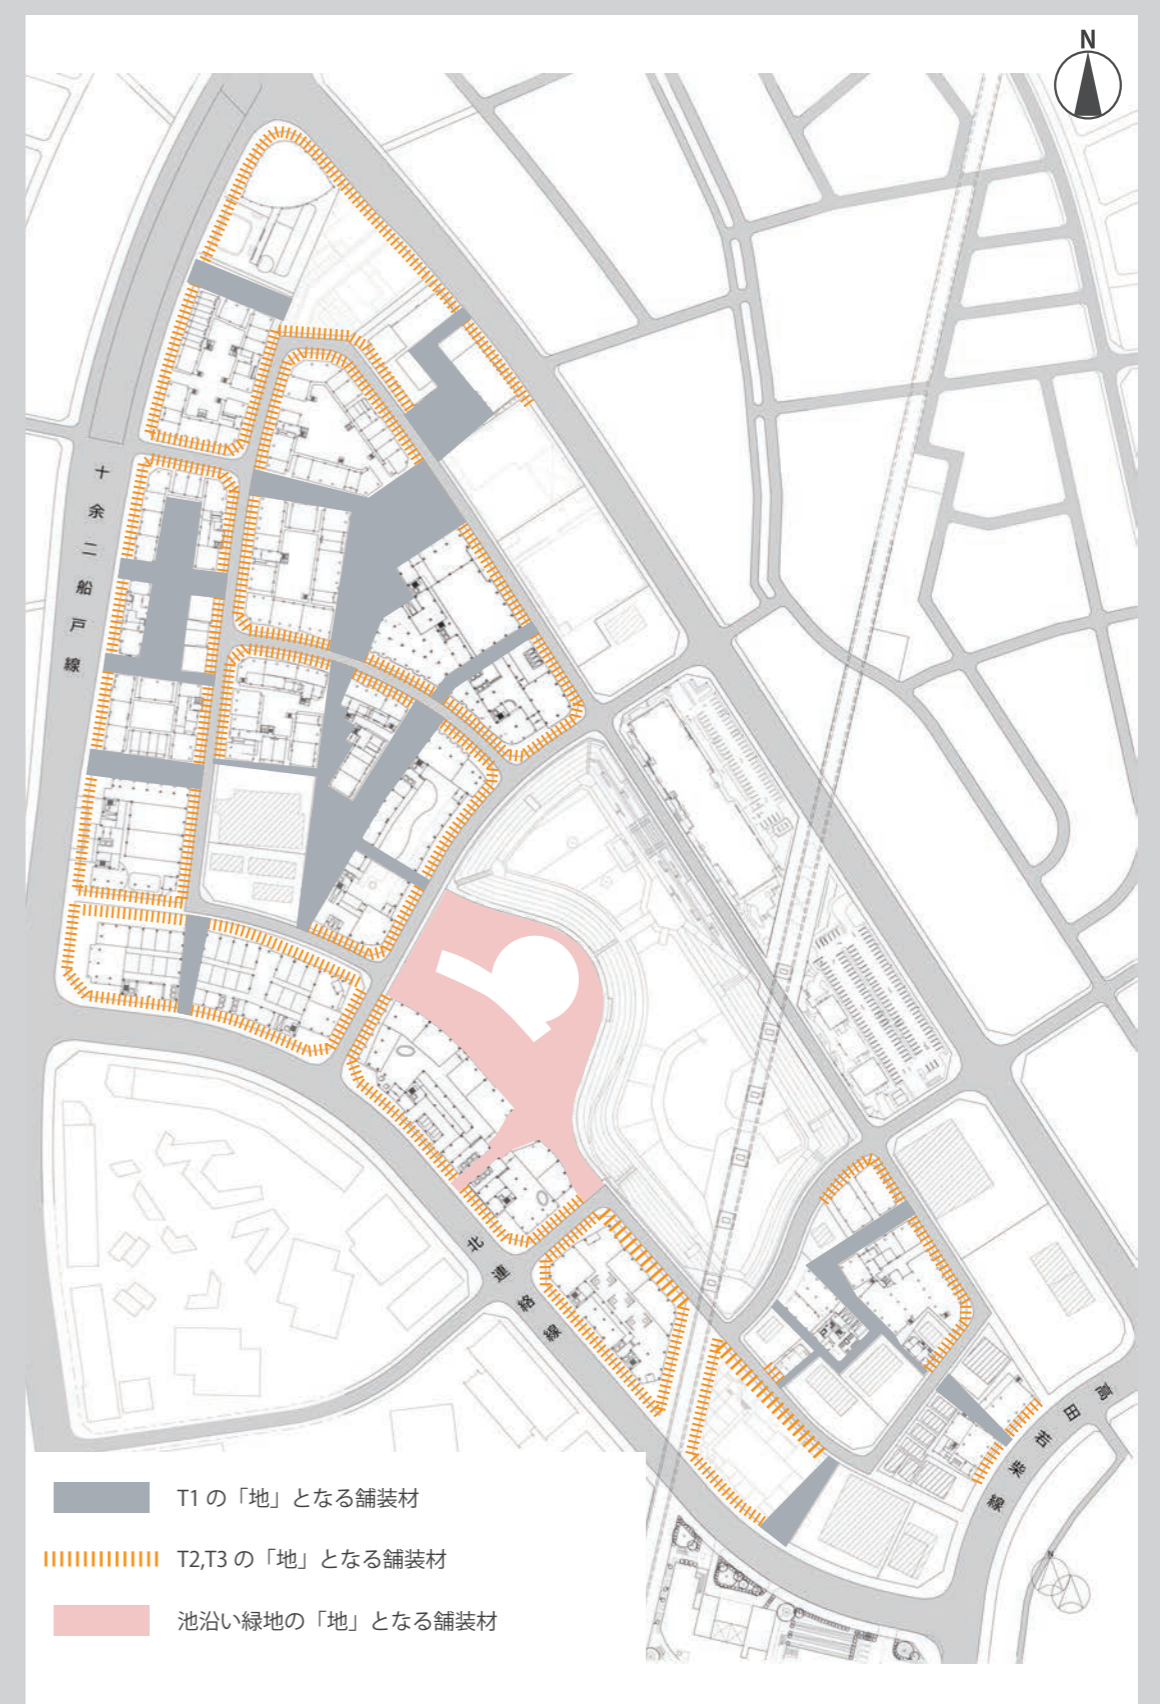 N
十余二船戸線
北連絡線
高田若柴線
N
T1 の「地」となる舗装材
T2,T3 の「地」となる舗装材
池沿い緑地の「地」となる舗装材